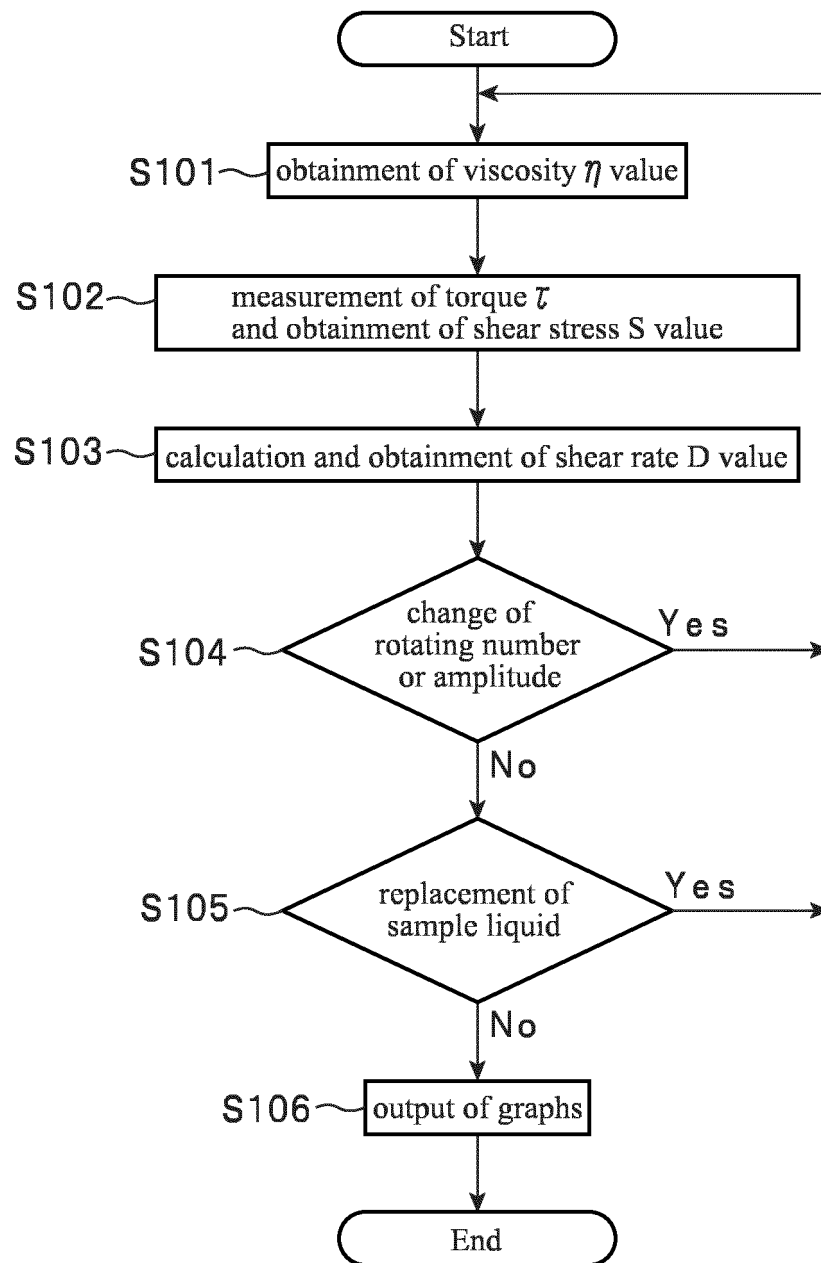 Start
S101
obtainment of viscosity η value
S102
measurement of torque τ
and obtainment of shear stress S value
S103
calculation and obtainment of shear rate D value
S104
change of
rotating number
or amplitude
Yes
No
S105
replacement of
sample liquid
Yes
No
S106
output of graphs
End